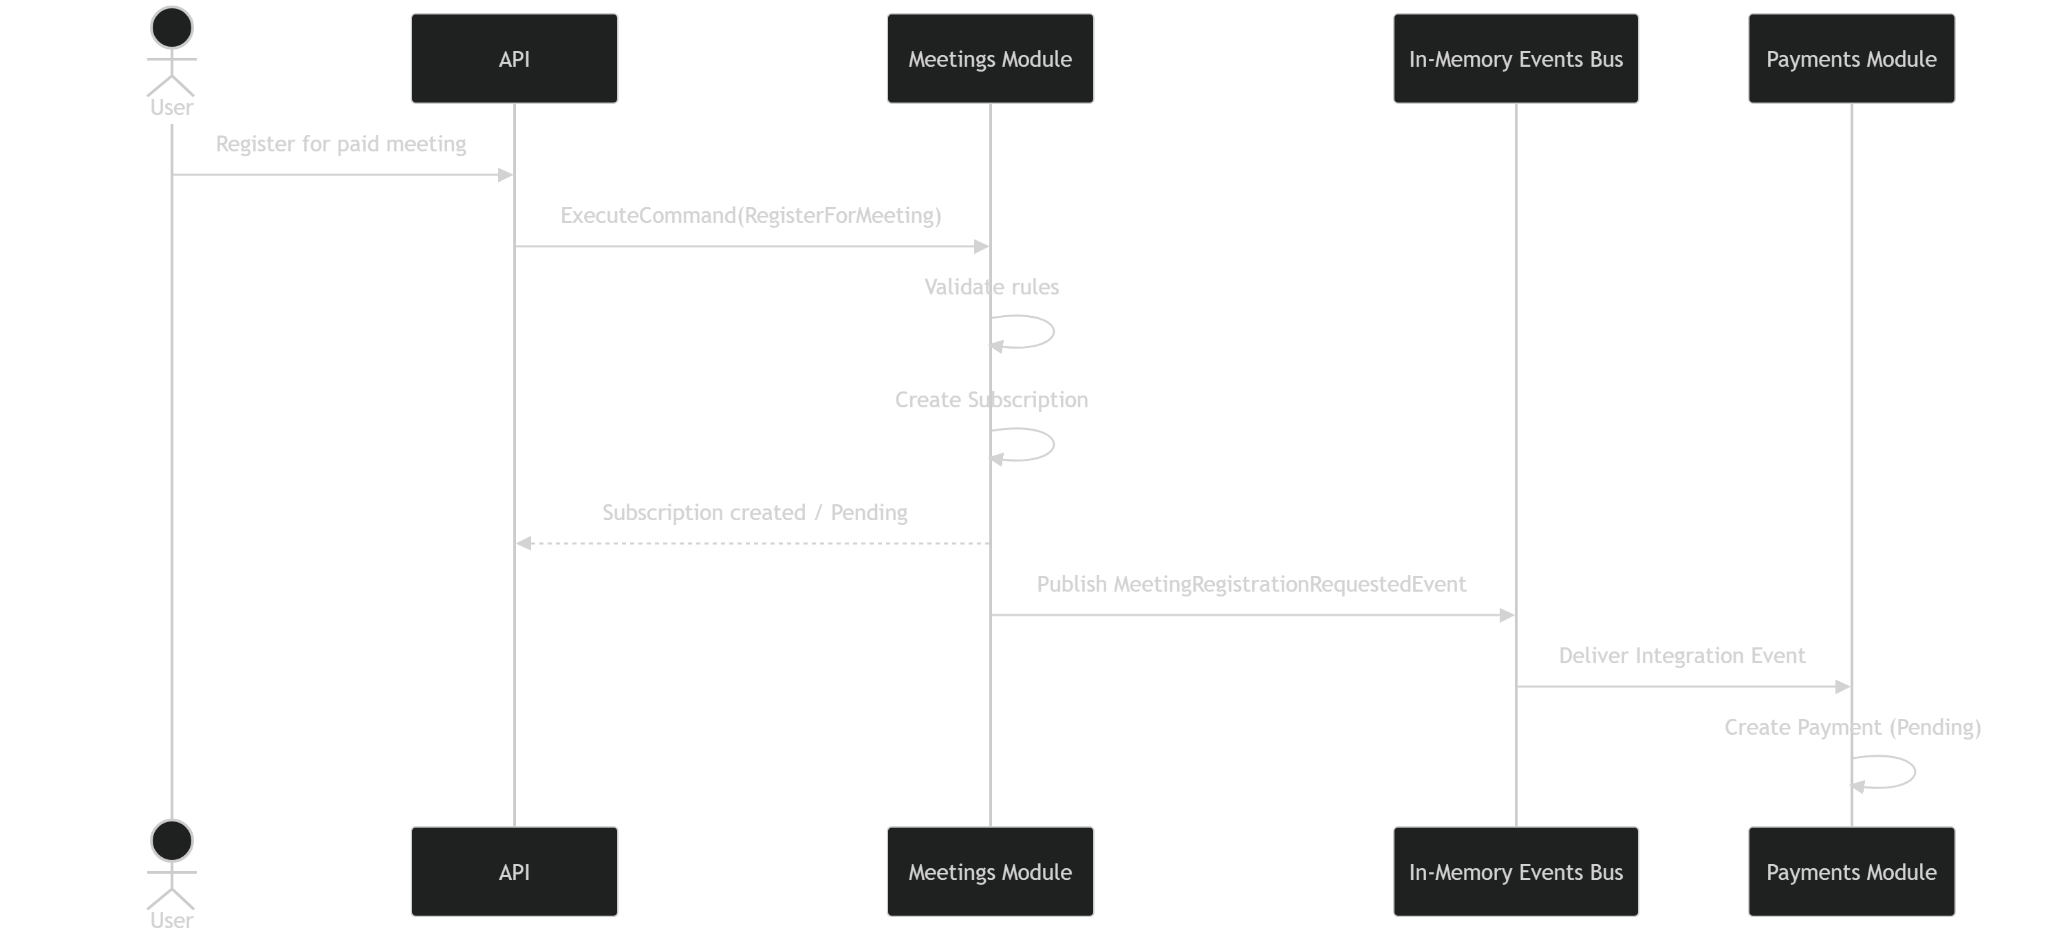 API
Meetings Module
In-Memory Events Bus
Payments Module
User
Register for paid meeting
ExecuteCommand(RegisterForMeeting)
Validate rules
Create Subscription
Subscription created / Pending
Publish MeetingRegistrationRequestedEvent
Deliver Integration Event
Create Payment (Pending)
API
Meetings Module
In-Memory Events Bus
Payments Module
User